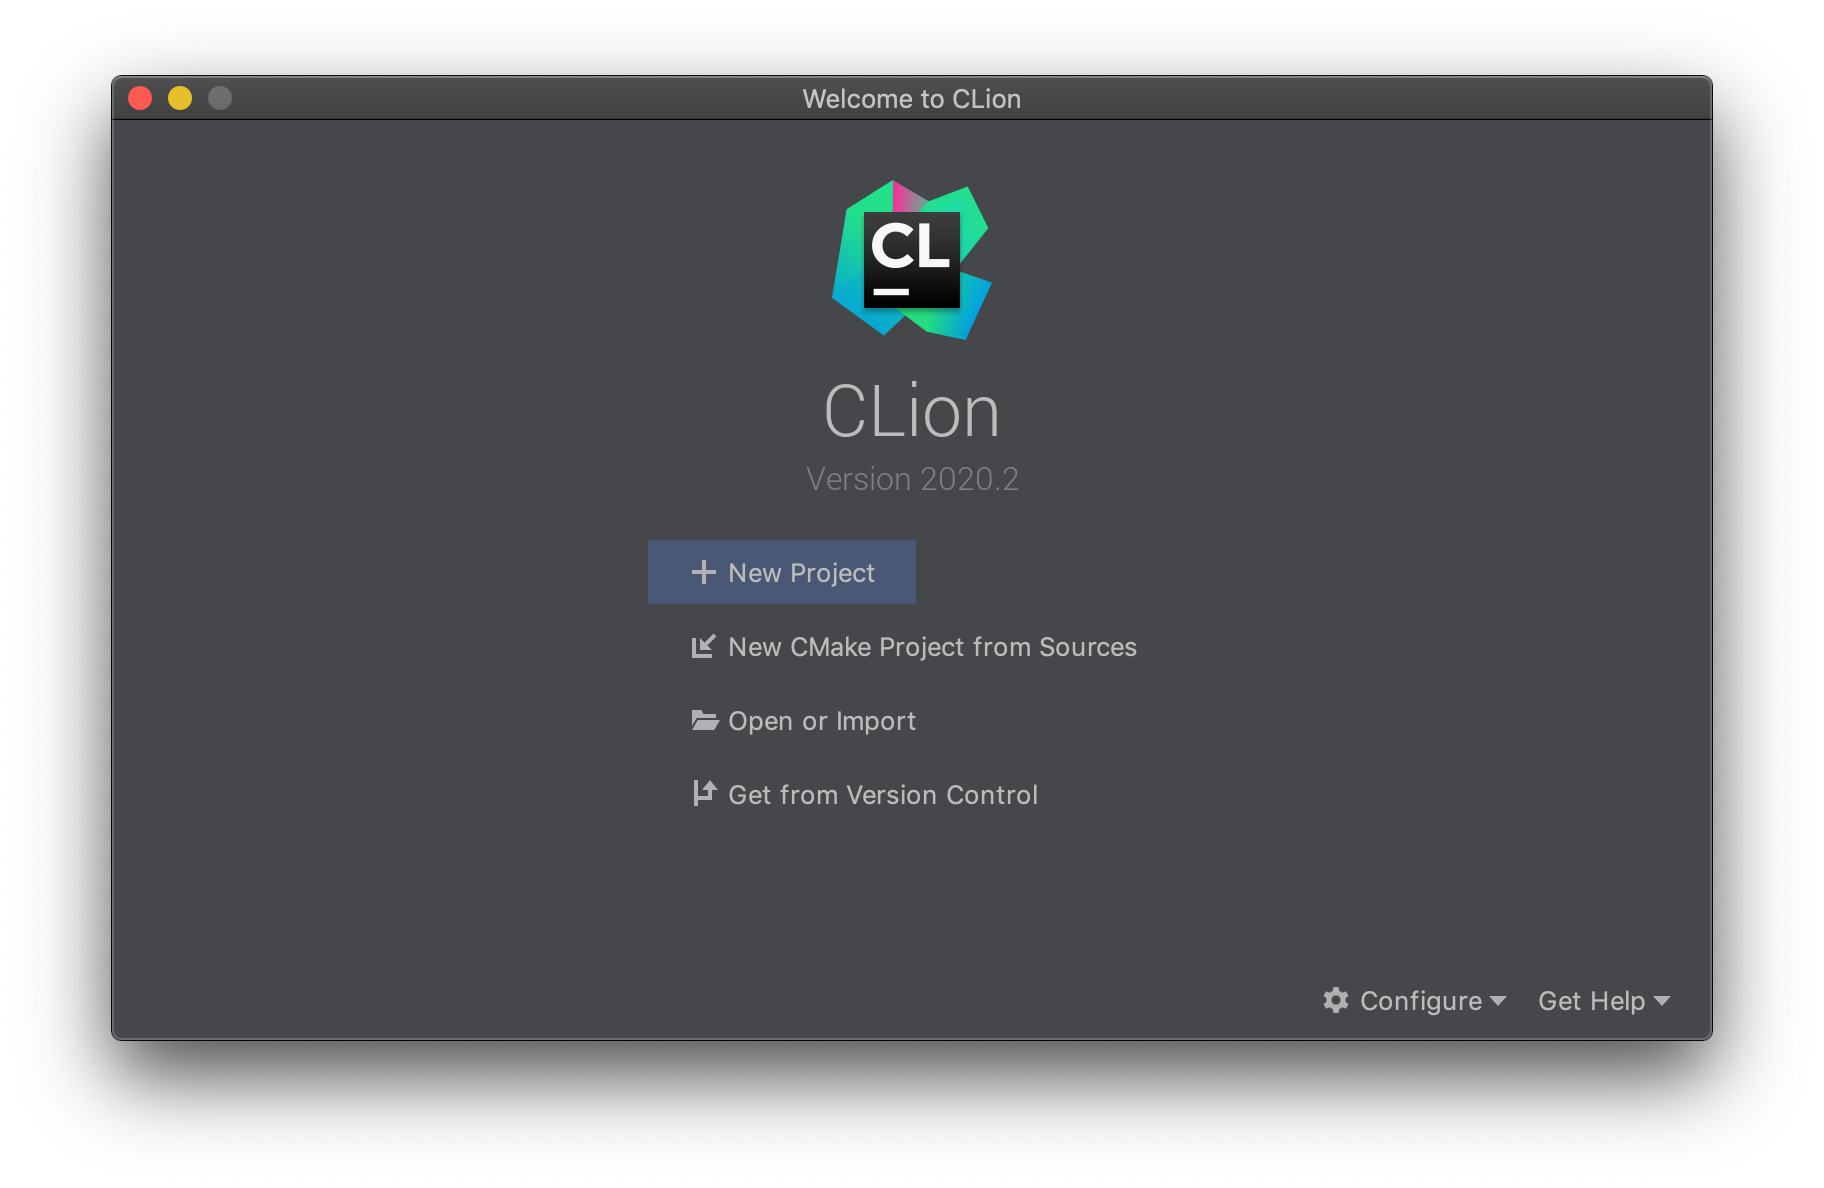 Welcome to CLion
CL
CLion
Version 2020.2
New Project
New CMake Project from Sources
Open or Import
Get from Version Control
Configure
Get Help